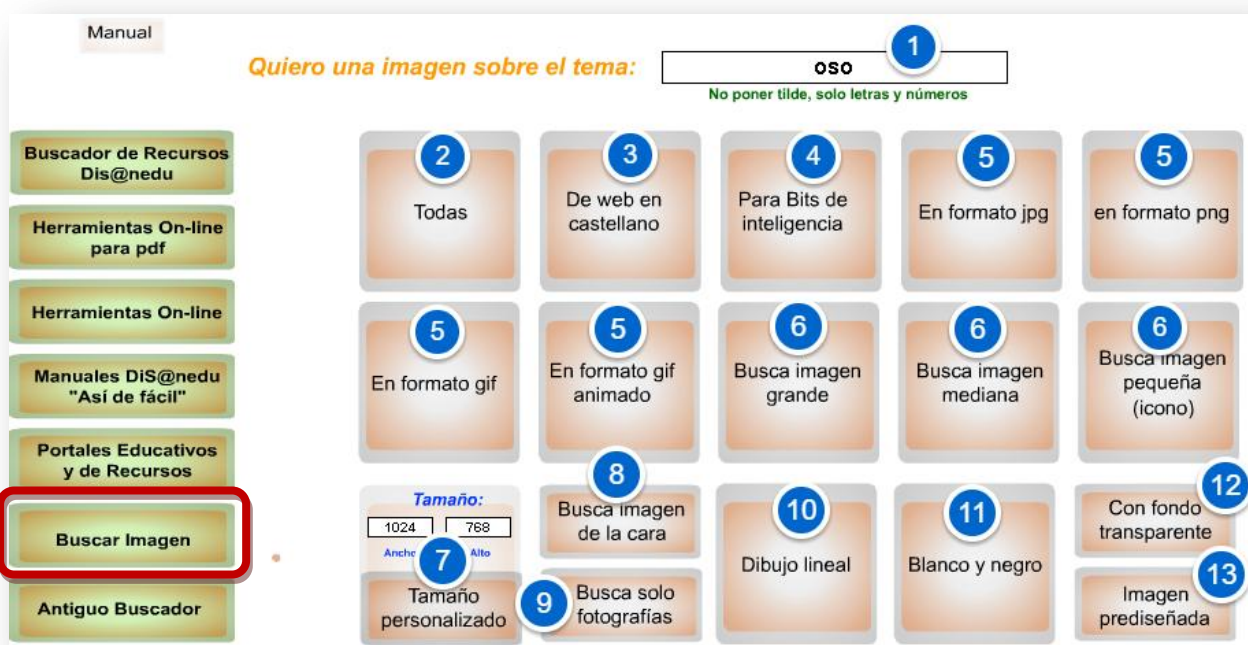 Manual
Quiero una imagen sobre el tema:
oso
1
No poner tilde, solo letras y números
Buscador de Recursos
Dis@nedu
Herramientas On-line
para pdf
Herramientas On-line
Manuales DiS@nedu
"Así de fácil"
Portales Educativos
y de Recursos
Buscar Imagen
Antiguo Buscador
2
Todas
3
De web en
castellano
4
Para Bits de
inteligencia
5
En formato jpg
5
en formato png
5
En formato gif
5
En formato gif
animado
6
Busca imagen
grande
6
Busca imagen
mediana
6
Busca imagen
pequeña
(icono)
Tamaño:
1024 768
Ancho Alto
7
Tamaño
personalizado
8
Busca imagen
de la cara
9
Busca solo
fotografías
10
Dibujo lineal
11
Blanco y negro
12
Con fondo
transparente
13
Imagen
prediseñada